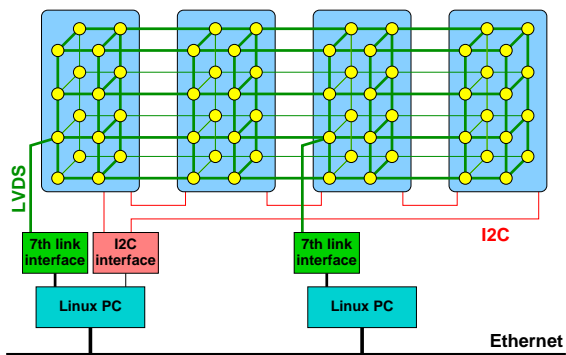 LVDS
I2C
7th link
interface
I2C
interface
7th link
interface
Linux PC
Linux PC
Ethernet